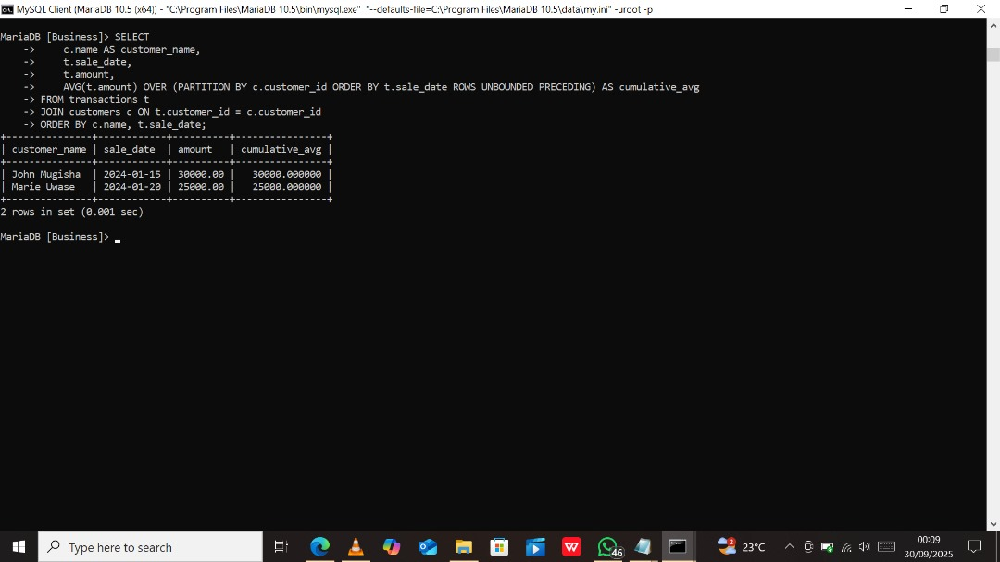 MySQL Client (MariaDB 10.5 (x64)) - "C:\Program Files\MariaDB 10.5\bin\mysql.exe" "--defaults-file=C:\Program Files\MariaDB 10.5\data\my.ini" -uroot -p
MariaDB [Business]> SELECT
    ->     c.name AS customer_name,
    ->     t.sale_date,
    ->     t.amount,
    ->     AVG(t.amount) OVER (PARTITION BY c.customer_id ORDER BY t.sale_date ROWS UNBOUNDED PRECEDING) AS cumulative_avg
    -> FROM transactions t
    -> JOIN customers c ON t.customer_id = c.customer_id
    -> ORDER BY c.name, t.sale_date;
+---------------+------------+----------+----------------+
| customer_name | sale_date  | amount   | cumulative_avg |
+---------------+------------+----------+----------------+
| John Mugisha  | 2024-01-15 | 30000.00 |   30000.000000 |
| Marie Uwase   | 2024-01-20 | 25000.00 |   25000.000000 |
+---------------+------------+----------+----------------+
2 rows in set (0.001 sec)
MariaDB [Business]>
Type here to search
W
46
2
23°C
00:09
30/09/2025